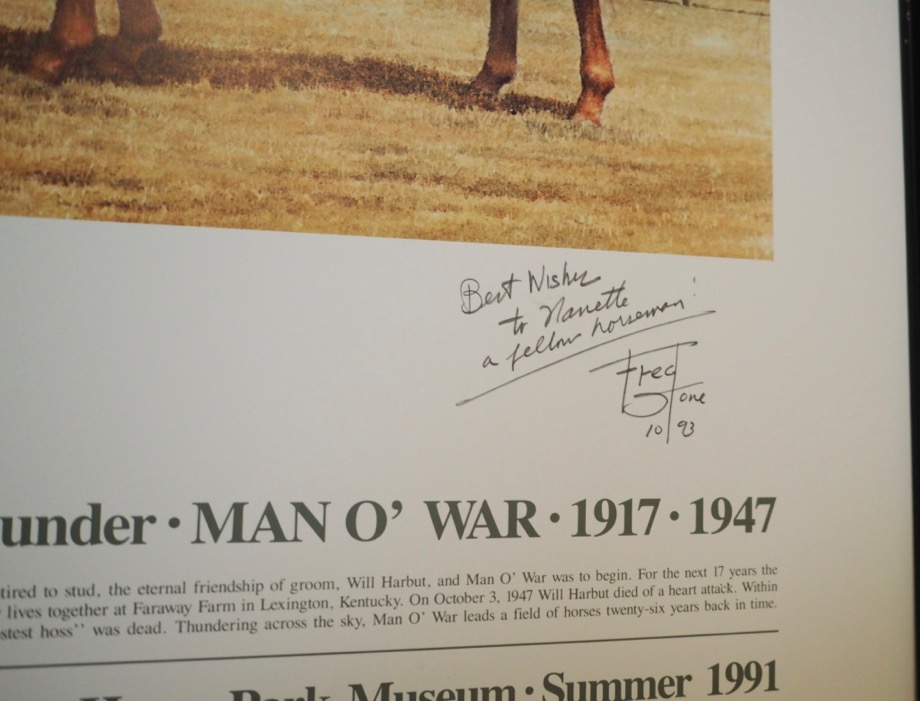 Best Wishes
to Nanette
a fellow horseman!
Fred
Stone
10/93
under · MAN O' WAR · 1917 · 1947
tired to stud, the eternal friendship of groom, Will Harbut, and Man O' War was to begin. For the next 17 years the
lives together at Faraway Farm in Lexington, Kentucky. On October 3, 1947 Will Harbut died of a heart attack. Within
stest hoss'' was dead. Thundering across the sky, Man O' War leads a field of horses twenty-six years back in time.
Park Museum · Summer 1991